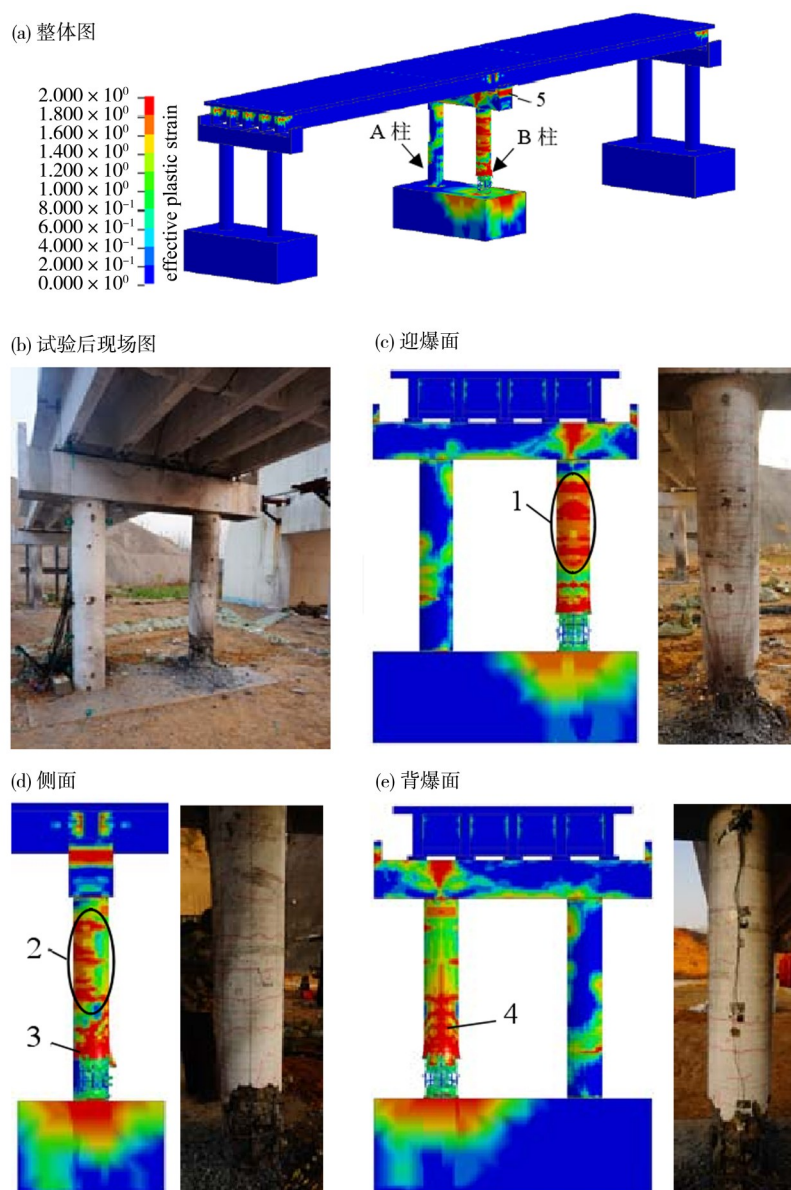 (a) 整体图
2.000 × 10⁰
1.800 × 10⁰
1.600 × 10⁰
1.400 × 10⁰
1.200 × 10⁰
1.000 × 10⁰
8.000 × 10⁻¹
6.000 × 10⁻¹
4.000 × 10⁻¹
2.000 × 10⁻¹
0.000 × 10⁰
effective plastic strain
A 柱
B 柱
5
(b) 试验后现场图
(c) 迎爆面
1
(d) 侧面
(e) 背爆面
2
3
4